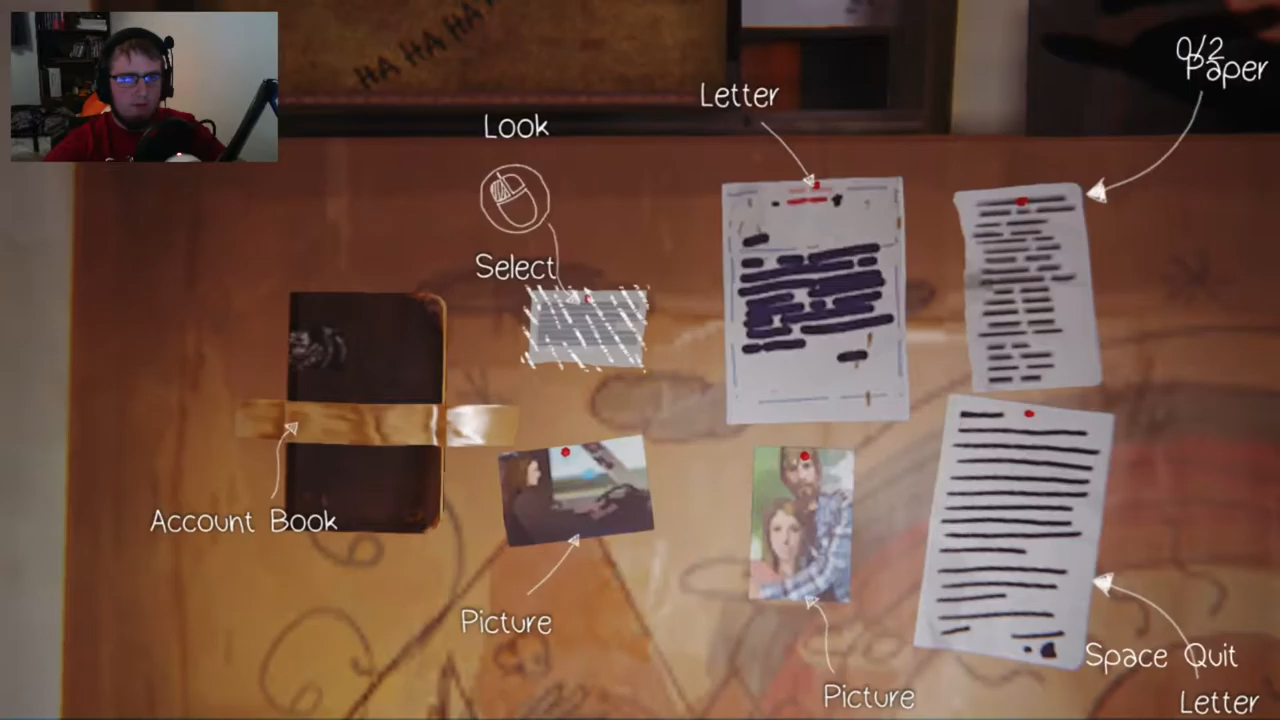 HA HA HA H
0/2
Paper
Letter
Look
Select
Account Book
Picture
Picture
Space Quit
Letter